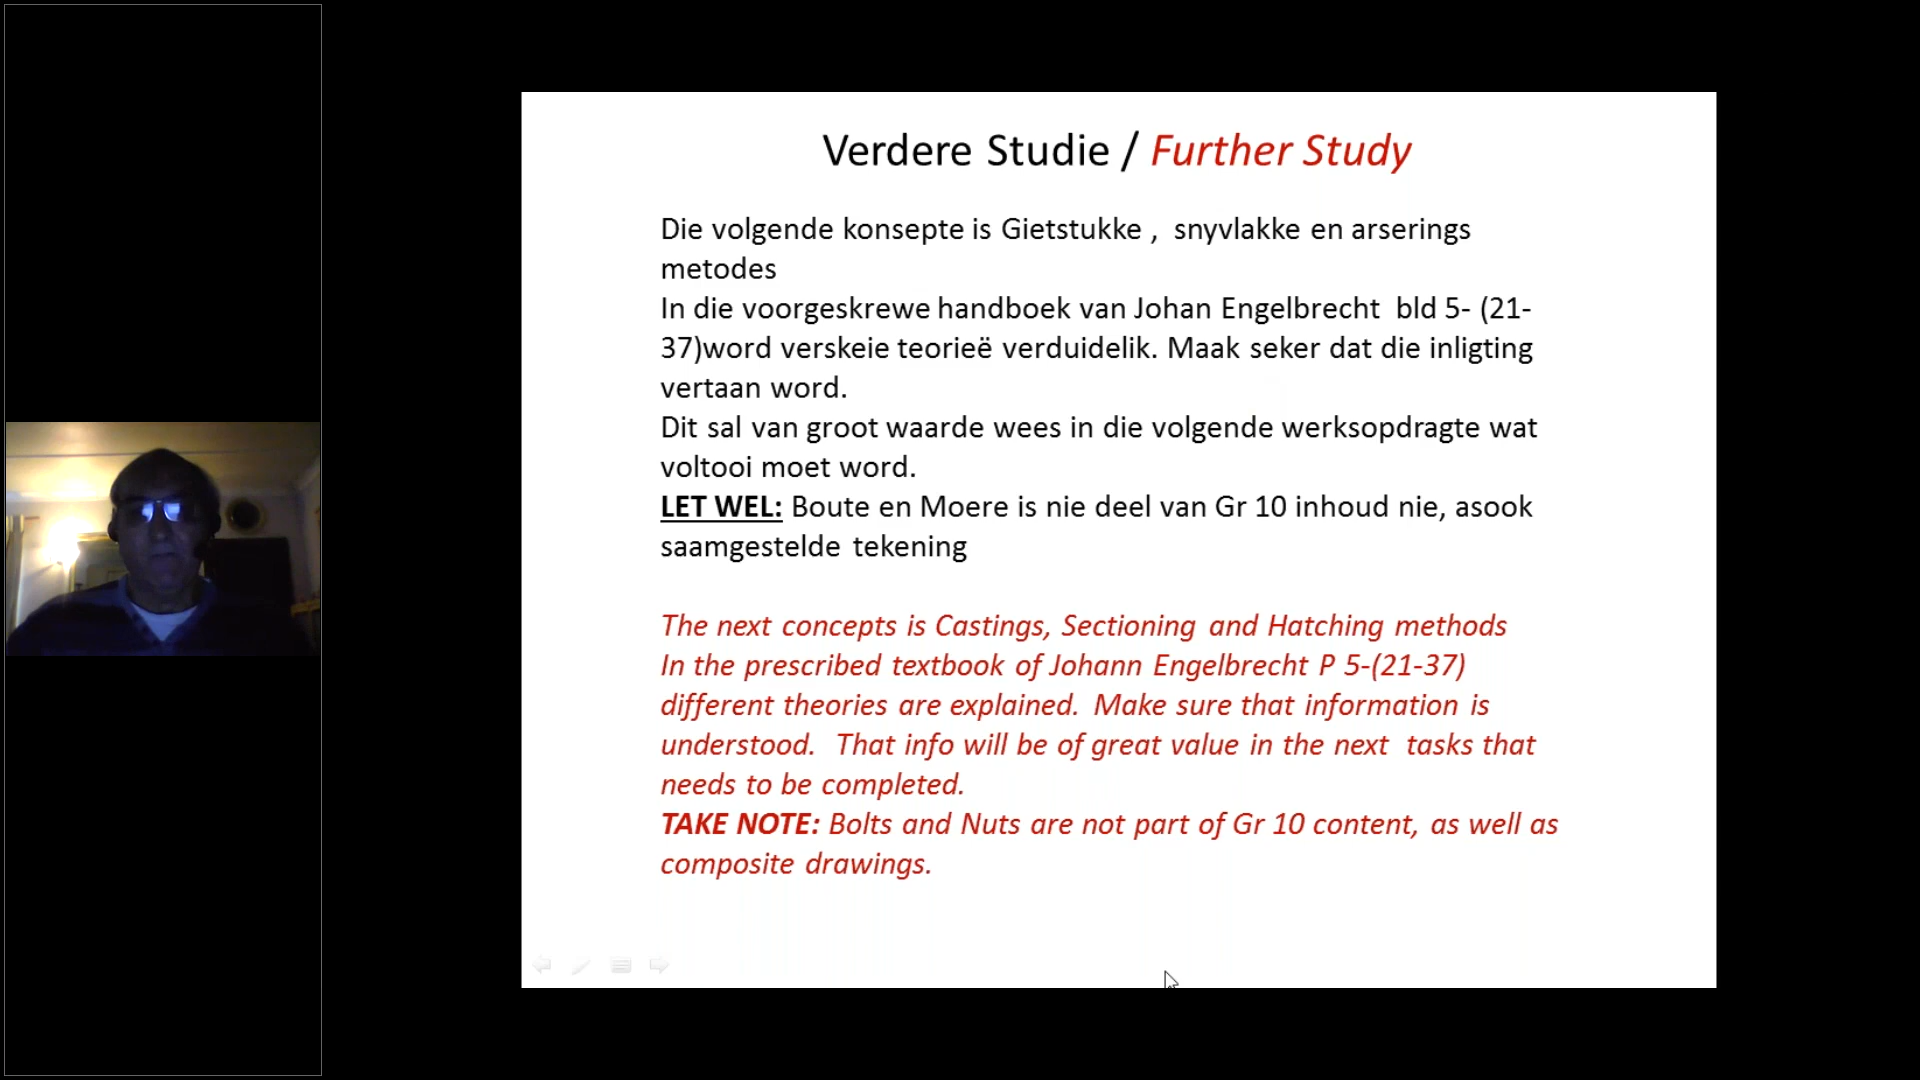 Verdere Studie / Further Study
Die volgende konsepte is Gietstukke , snyvlakke en arserings
metodes
In die voorgeskrewe handboek van Johan Engelbrecht bld 5- (21-
37)word verskeie teorieë verduidelik. Maak seker dat die inligting
vertaan word.
Dit sal van groot waarde wees in die volgende werksopdragte wat
voltooi moet word.
LET WEL: Boute en Moere is nie deel van Gr 10 inhoud nie, asook
saamgestelde tekening
The next concepts is Castings, Sectioning and Hatching methods
In the prescribed textbook of Johann Engelbrecht P 5-(21-37)
different theories are explained. Make sure that information is
understood. That info will be of great value in the next tasks that
needs to be completed.
TAKE NOTE: Bolts and Nuts are not part of Gr 10 content, as well as
composite drawings.